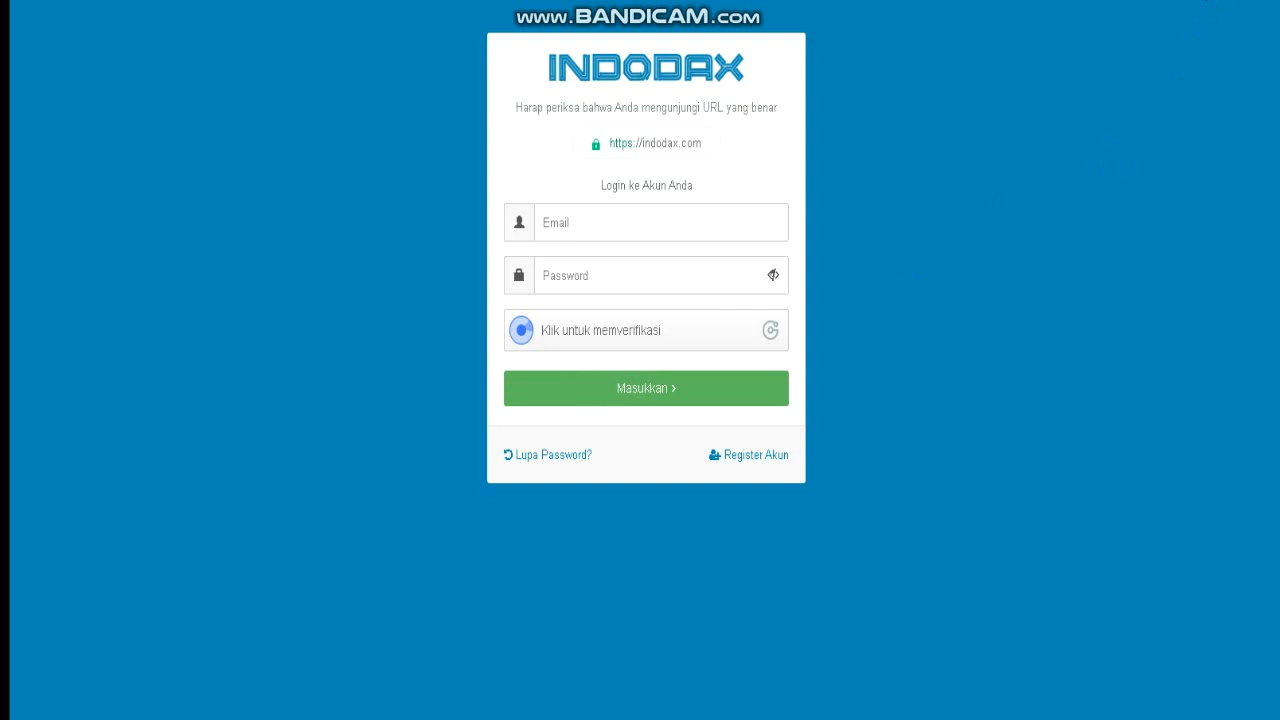 www.BANDICAM.com
INDODAX
Harap periksa bahwa Anda mengunjungi URL yang benar
https://indodax.com
Login ke Akun Anda
Email
Password
Klik untuk memverifikasi
Masukkan ›
Lupa Password?
Register Akun